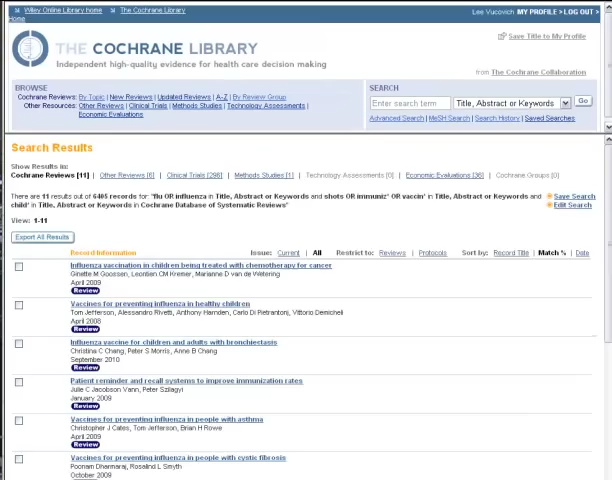 Wiley Online Library home The Cochrane Library
Home
Lee Vucovich MY PROFILE > LOG OUT >
Save Title to My Profile
THE COCHRANE LIBRARY
Independent high-quality evidence for health care decision making
from The Cochrane Collaboration
BROWSE
Cochrane Reviews: By Topic | New Reviews | Updated Reviews | A-Z | By Review Group
Other Resources: Other Reviews | Clinical Trials | Methods Studies | Technology Assessments |
Economic Evaluations
SEARCH
Enter search term Title, Abstract or Keywords Go
Advanced Search | MeSH Search | Search History | Saved Searches
Search Results
Show Results in:
Cochrane Reviews [11] | Other Reviews [6] | Clinical Trials [298] | Methods Studies [1] | Technology Assessments [0] | Economic Evaluations [36] | Cochrane Groups [0]
There are 11 results out of 6405 records for: "flu OR influenza in Title, Abstract or Keywords and shots OR immuniz* OR vaccin* in Title, Abstract or Keywords and
child* in Title, Abstract or Keywords in Cochrane Database of Systematic Reviews"
Save Search
Edit Search
View: 1-11
Export All Results
Record Information Issue: Current | All Restrict to: Reviews | Protocols Sort by: Record Title | Match % | Date
Influenza vaccination in children being treated with chemotherapy for cancer
Ginette M Goossen, Leontien CM Kremer, Marianne D van de Wetering
April 2009
Review
Vaccines for preventing influenza in healthy children
Tom Jefferson, Alessandro Rivetti, Anthony Harnden, Carlo Di Pietrantonj, Vittorio Demicheli
April 2008
Review
Influenza vaccine for children and adults with bronchiectasis
Christina C Chang, Peter S Morris, Anne B Chang
September 2010
Review
Patient reminder and recall systems to improve immunization rates
Julie C Jacobson Vann, Peter Szilagyi
January 2009
Review
Vaccines for preventing influenza in people with asthma
Christopher J Cates, Tom Jefferson, Brian H Rowe
April 2009
Review
Vaccines for preventing influenza in people with cystic fibrosis
Poonam Dharmaraj, Rosalind L Smyth
October 2009